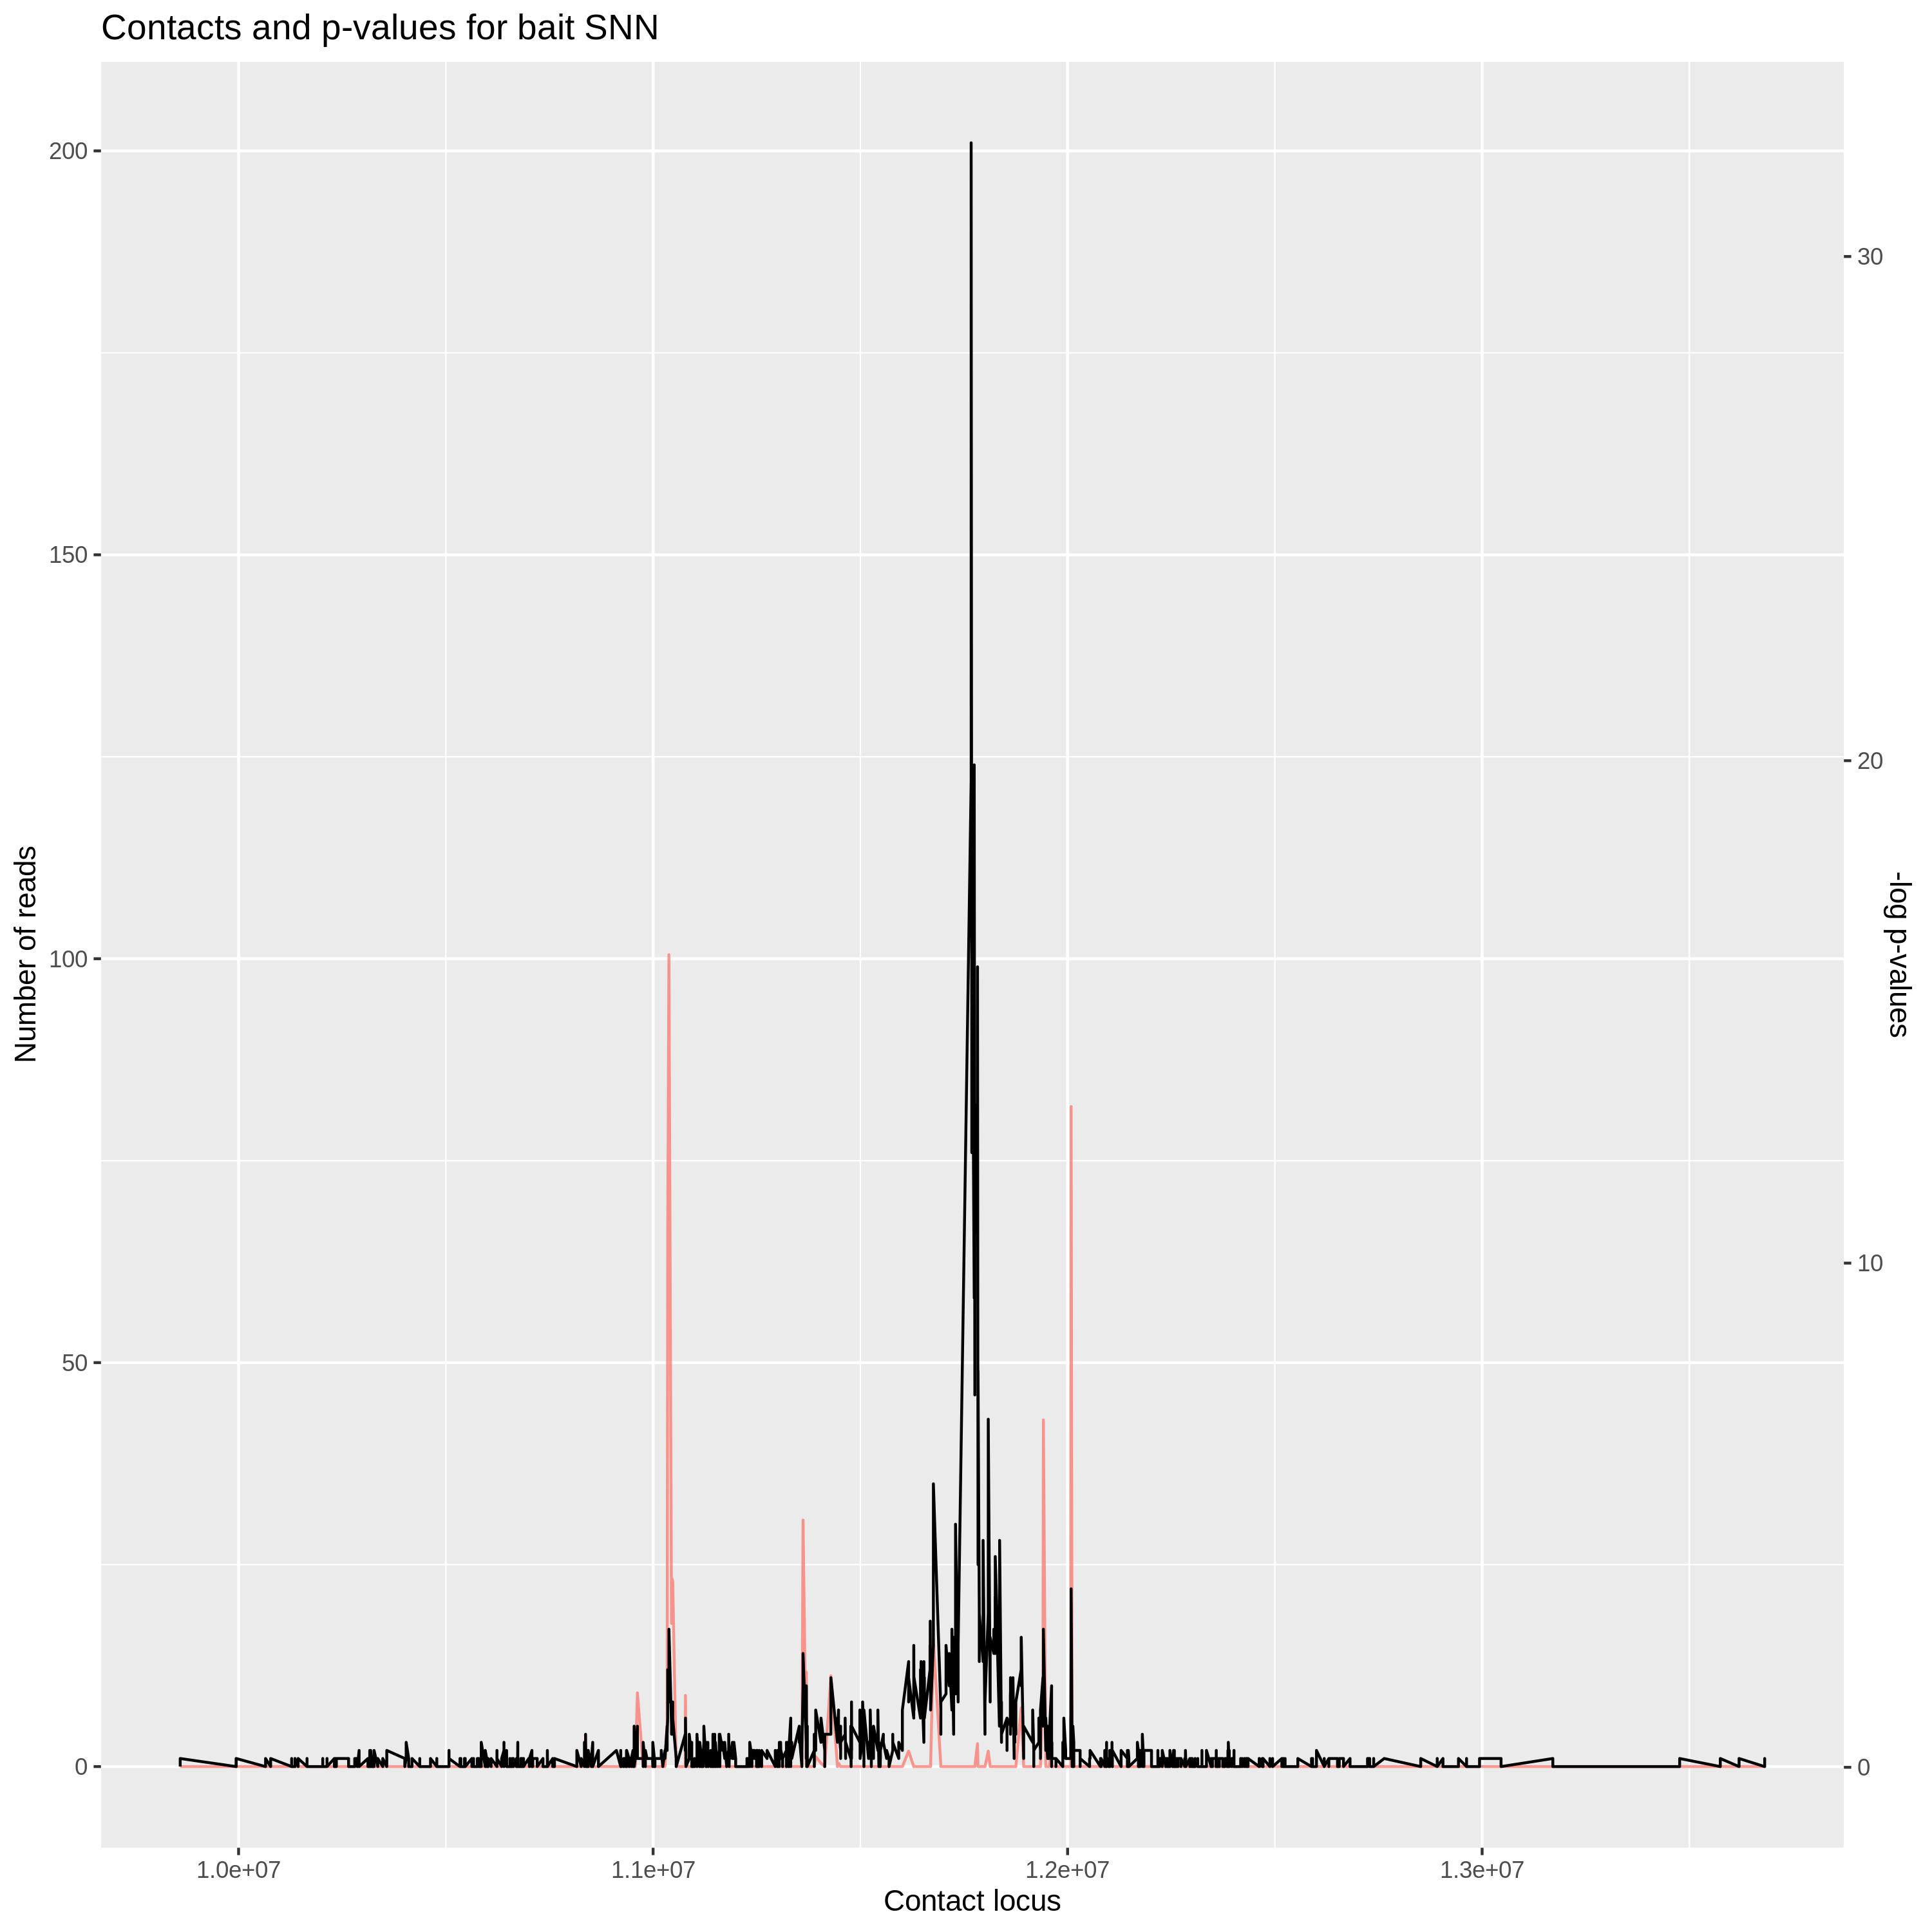 Contacts and p-values for bait SNN
200
150
100
50
0
Number of reads
30
20
10
0
-log p-values
1.0e+07
1.1e+07
1.2e+07
1.3e+07
Contact locus